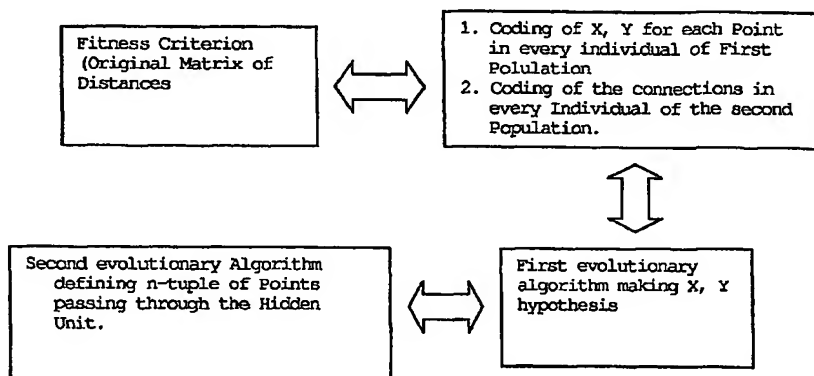 Fitness Criterion
(Original Matrix of
Distances
1. Coding of X, Y for each Point
in every individual of First
Polulation
2. Coding of the connections in
every Individual of the second
Population.
Second evolutionary Algorithm
defining n-tuple of Points
passing through the Hidden
Unit.
First evolutionary
algorithm making X, Y
hypothesis